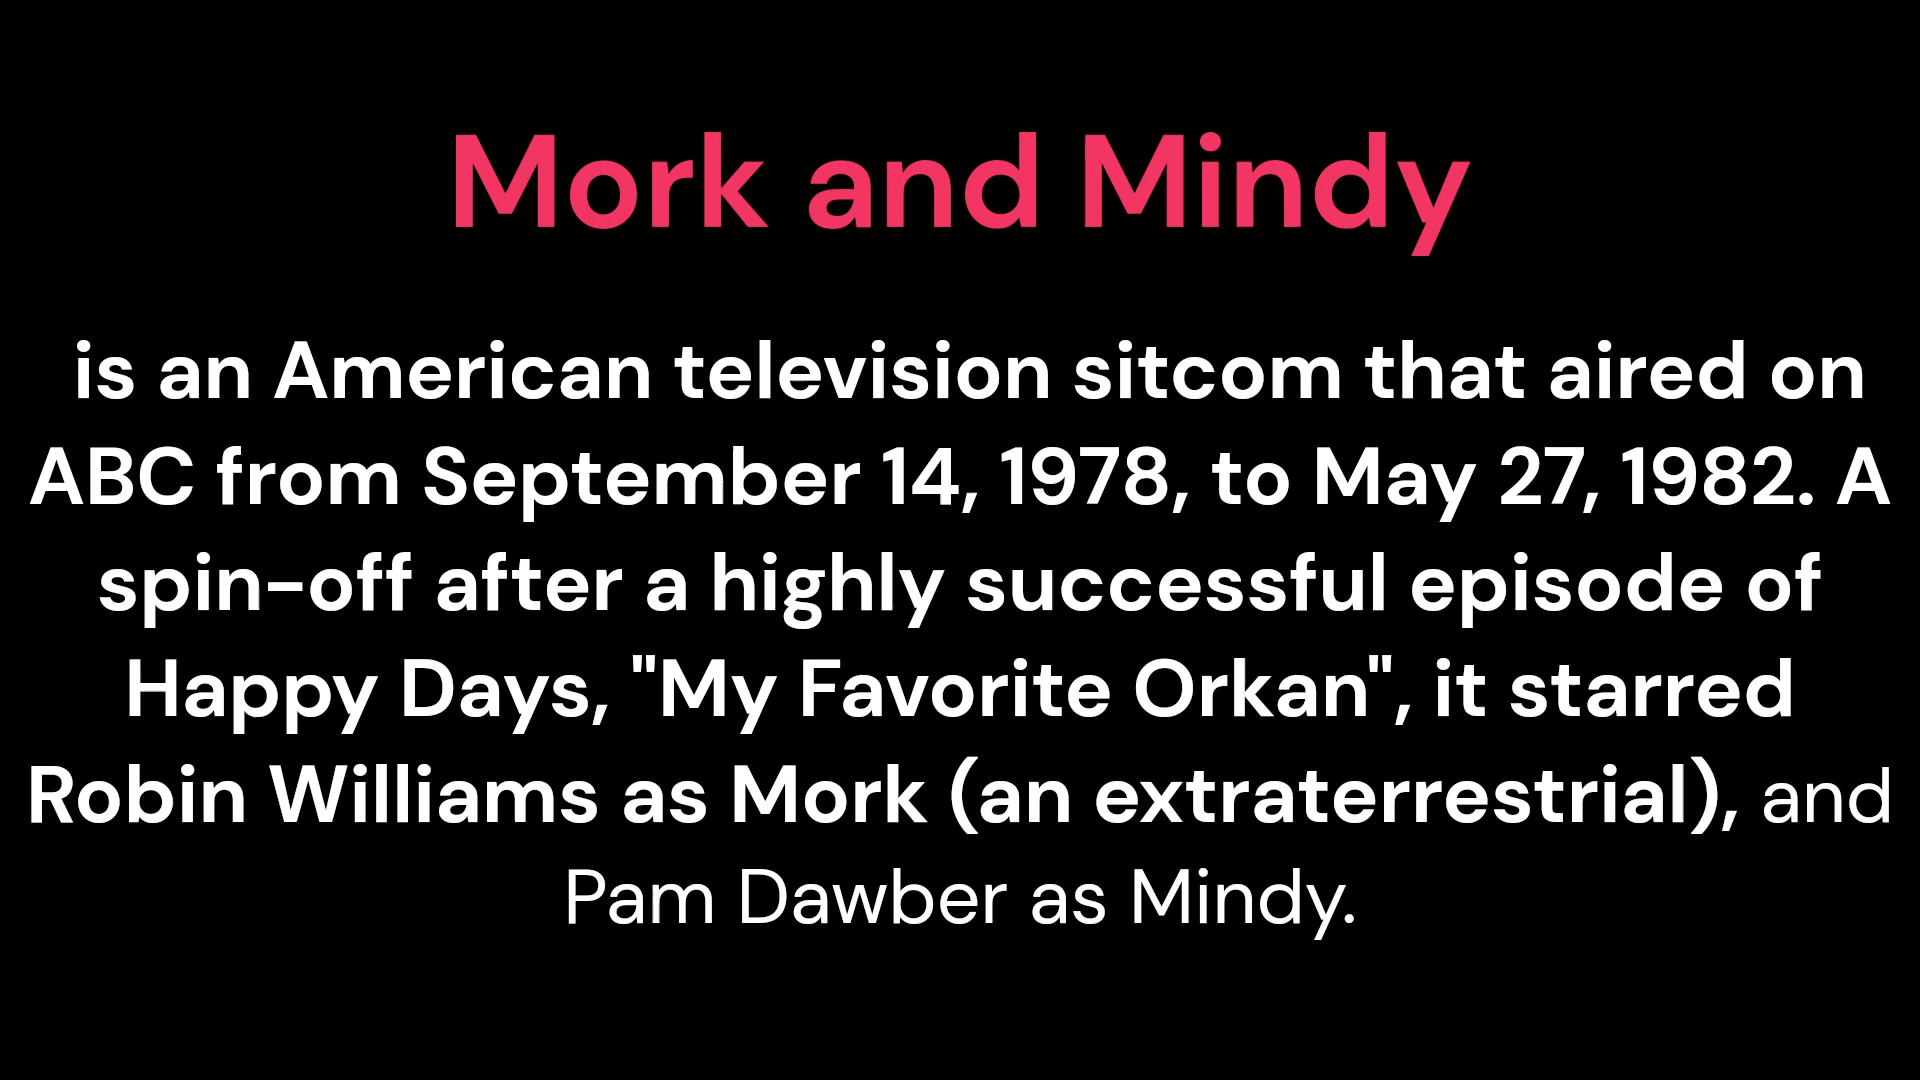 Mork and Mindy
is an American television sitcom that aired on
ABC from September 14, 1978, to May 27, 1982. A
spin-off after a highly successful episode of
Happy Days, "My Favorite Orkan", it starred
Robin Williams as Mork (an extraterrestrial), and
Pam Dawber as Mindy.